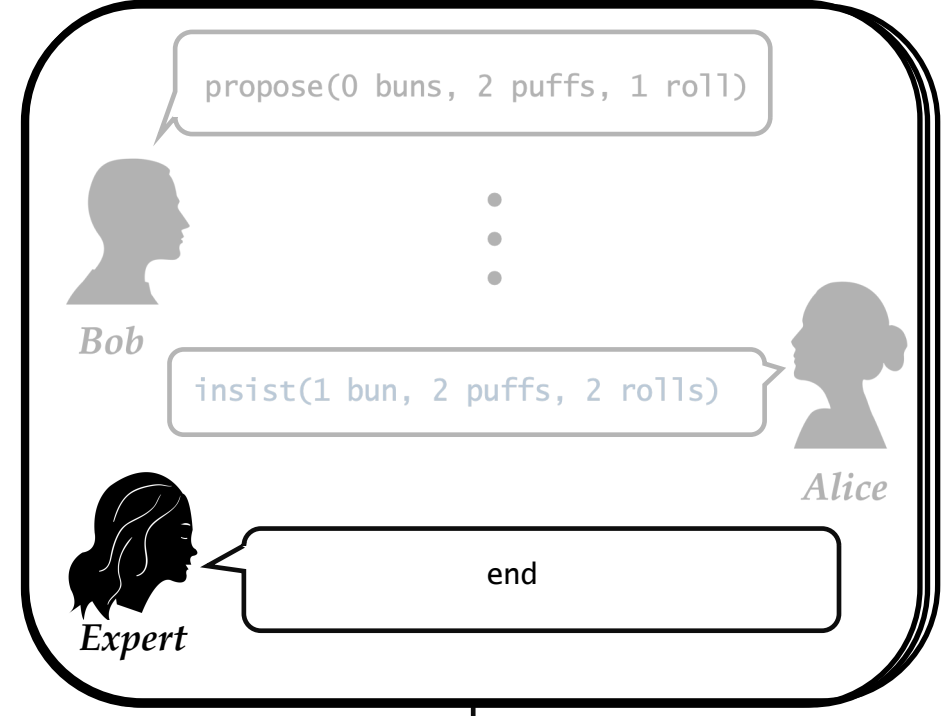 propose(0 buns, 2 puffs, 1 roll)
Bob
insist(1 bun, 2 puffs, 2 rolls)
Alice
end
Expert